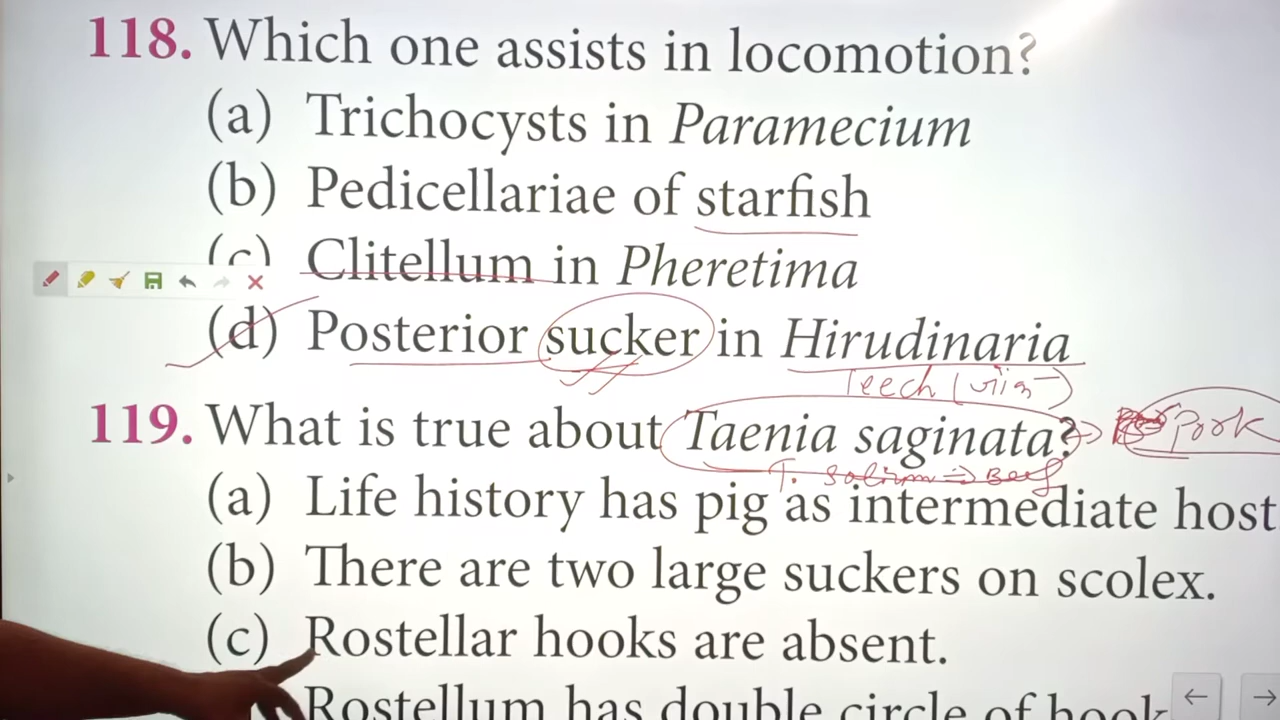 118. Which one assists in locomotion?
(a) Trichocysts in Paramecium
(b) Pedicellariae of starfish
(c) Clitellum in Pheretima
(d) Posterior sucker in Hirudinaria
Leech
119. What is true about Taenia saginata?
Pork
T. solium ⇒ Beef
(a) Life history has pig as intermediate host
(b) There are two large suckers on scolex.
(c) Rostellar hooks are absent.
Rostellum has double circle of hook